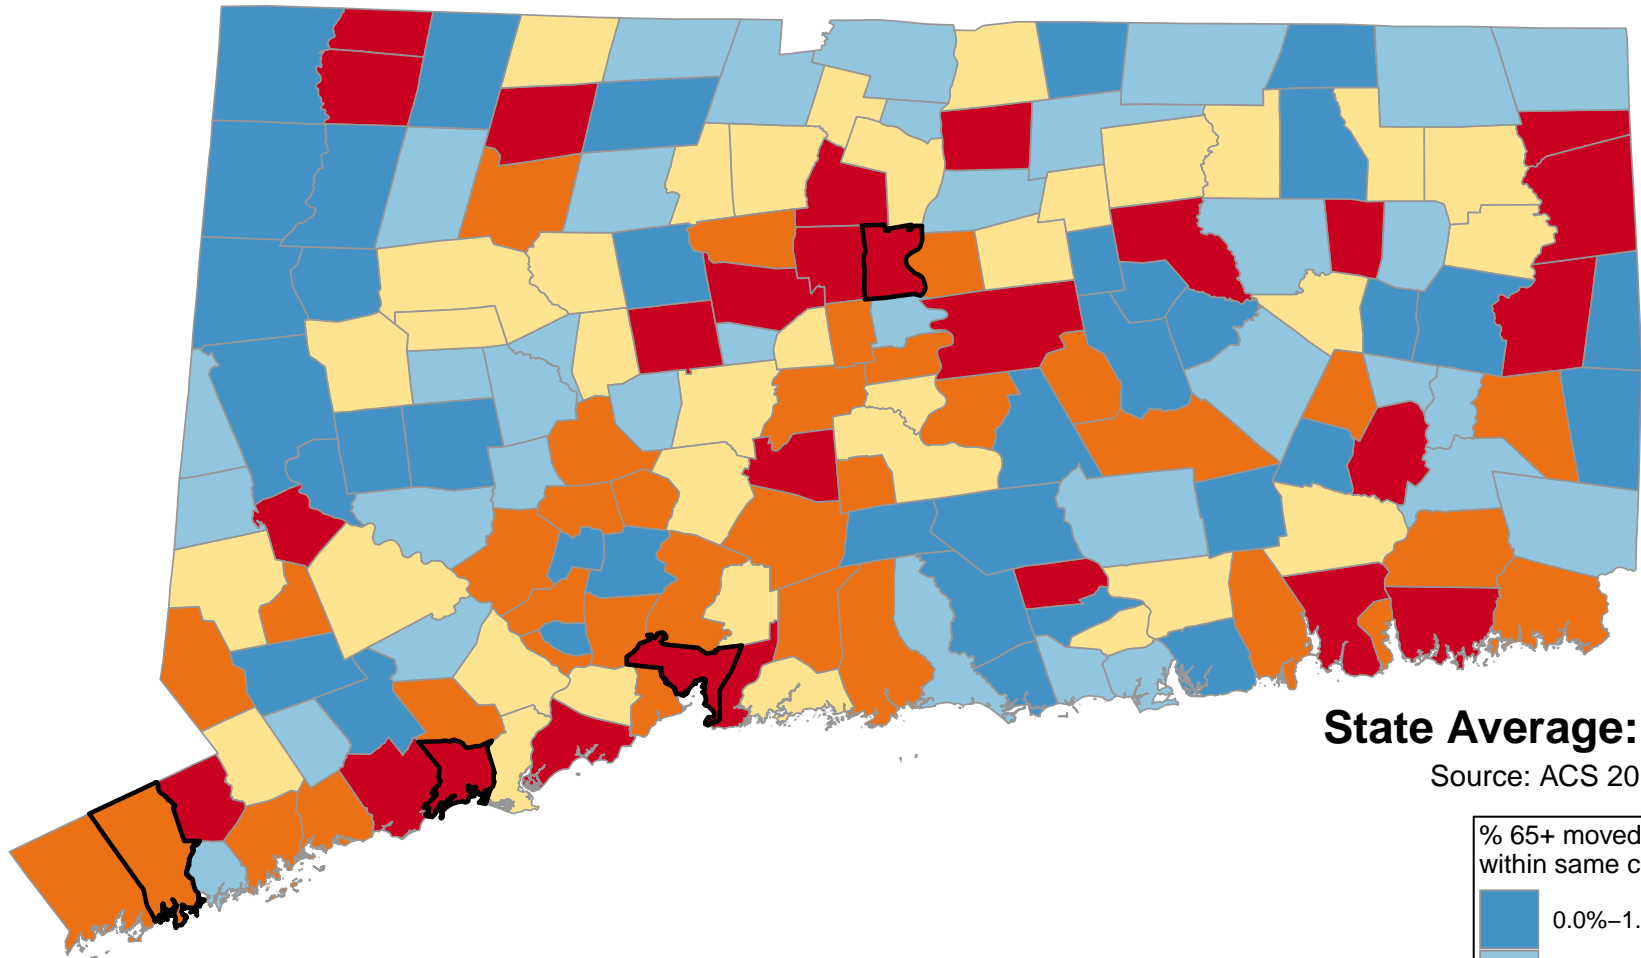 State Average:
Source: ACS 20
% 65+ moved
within same c
0.0%–1.